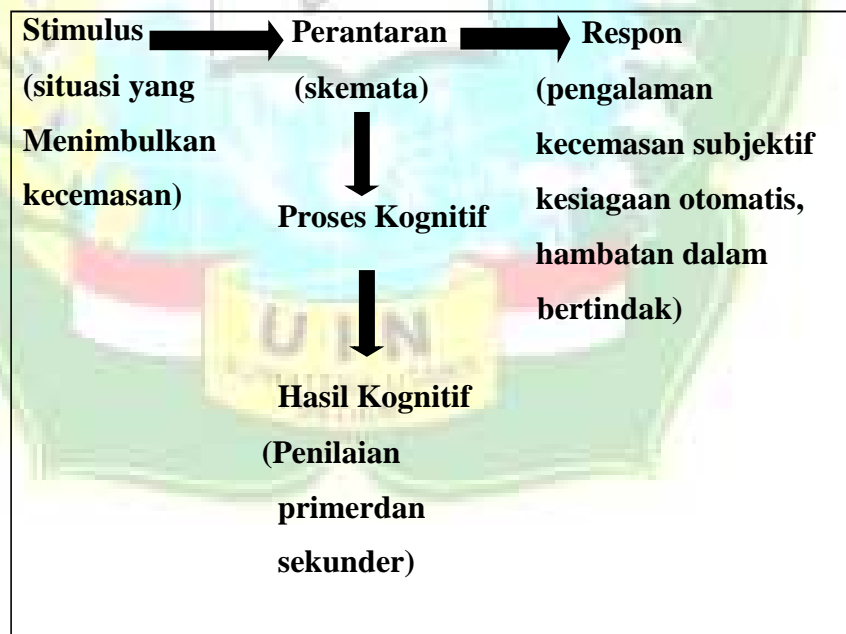 Stimulus
(situasi yang
Menimbulkan
kecemasan)
Perantaran
(skemata)
Proses Kognitif
Hasil Kognitif
(Penilaian
primerdan
sekunder)
Respon
(pengalaman
kecemasan subjektif
kesiagaan otomatis,
hambatan dalam
bertindak)
UIN